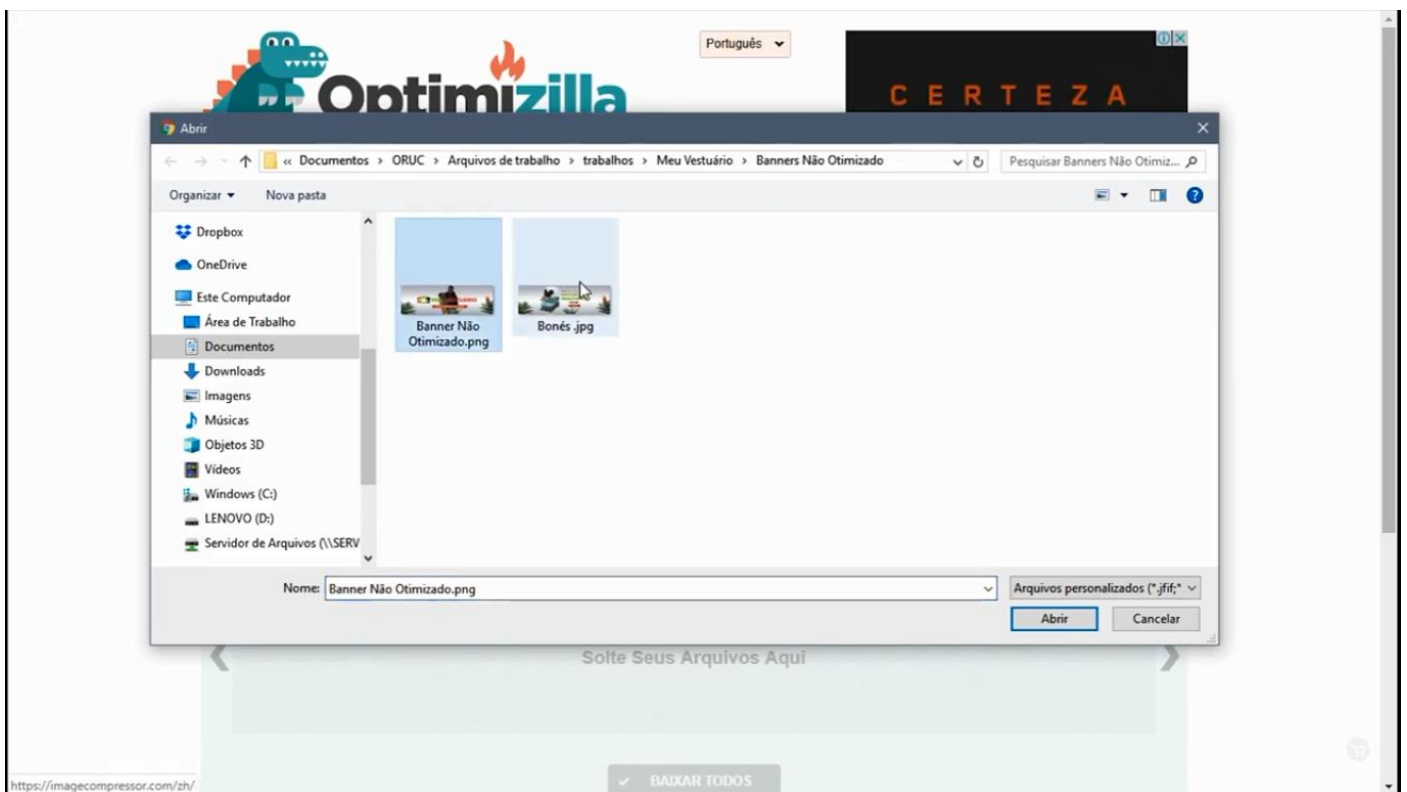 Português
Optimizilla
CERTEZA
Abrir
« Documentos > ORUC > Arquivos de trabalho > trabalhos > Meu Vestuário > Banners Não Otimizado
Pesquisar Banners Não Otimiz...
Organizar
Nova pasta
Dropbox
OneDrive
Este Computador
Área de Trabalho
Documentos
Downloads
Imagens
Músicas
Objetos 3D
Vídeos
Windows (C:)
LENOVO (D:)
Servidor de Arquivos (\\SERV
Banner Não
Otimizado.png
Bonés .jpg
Nome: Banner Não Otimizado.png
Arquivos personalizados (*.jfif;*
Abrir
Cancelar
Solte Seus Arquivos Aqui
BAIXAR TODOS
https://imagecompressor.com/zh/